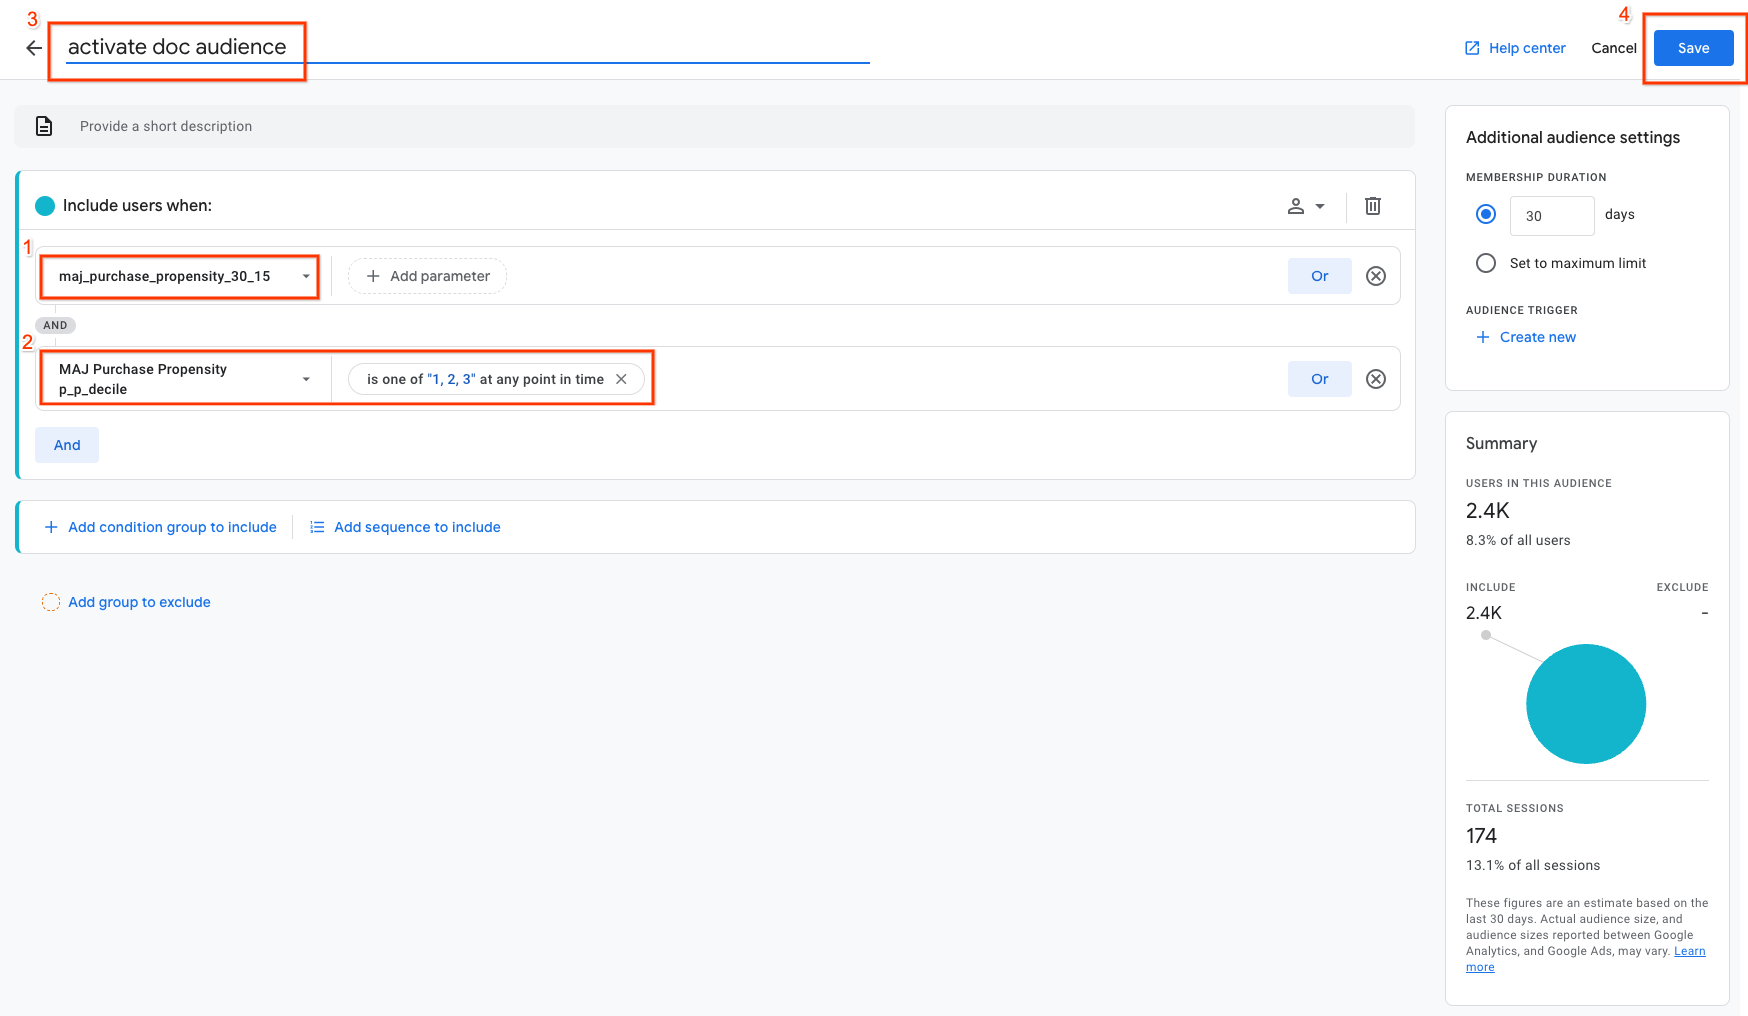 3
activate doc audience
Help center
Cancel
4
Save
Provide a short description
Include users when:
1
maj_purchase_propensity_30_15
Add parameter
Or
AND
2
MAJ Purchase Propensity
p_p_decile
is one of "1, 2, 3" at any point in time
Or
And
Add condition group to include
Add sequence to include
Add group to exclude
Additional audience settings
MEMBERSHIP DURATION
30 days
Set to maximum limit
AUDIENCE TRIGGER
Create new
Summary
USERS IN THIS AUDIENCE
2.4K
8.3% of all users
INCLUDE EXCLUDE
2.4K -
TOTAL SESSIONS
174
13.1% of all sessions
These figures are an estimate based on the
last 30 days. Actual audience size, and
audience sizes reported between Google
Analytics, and Google Ads, may vary. Learn
more